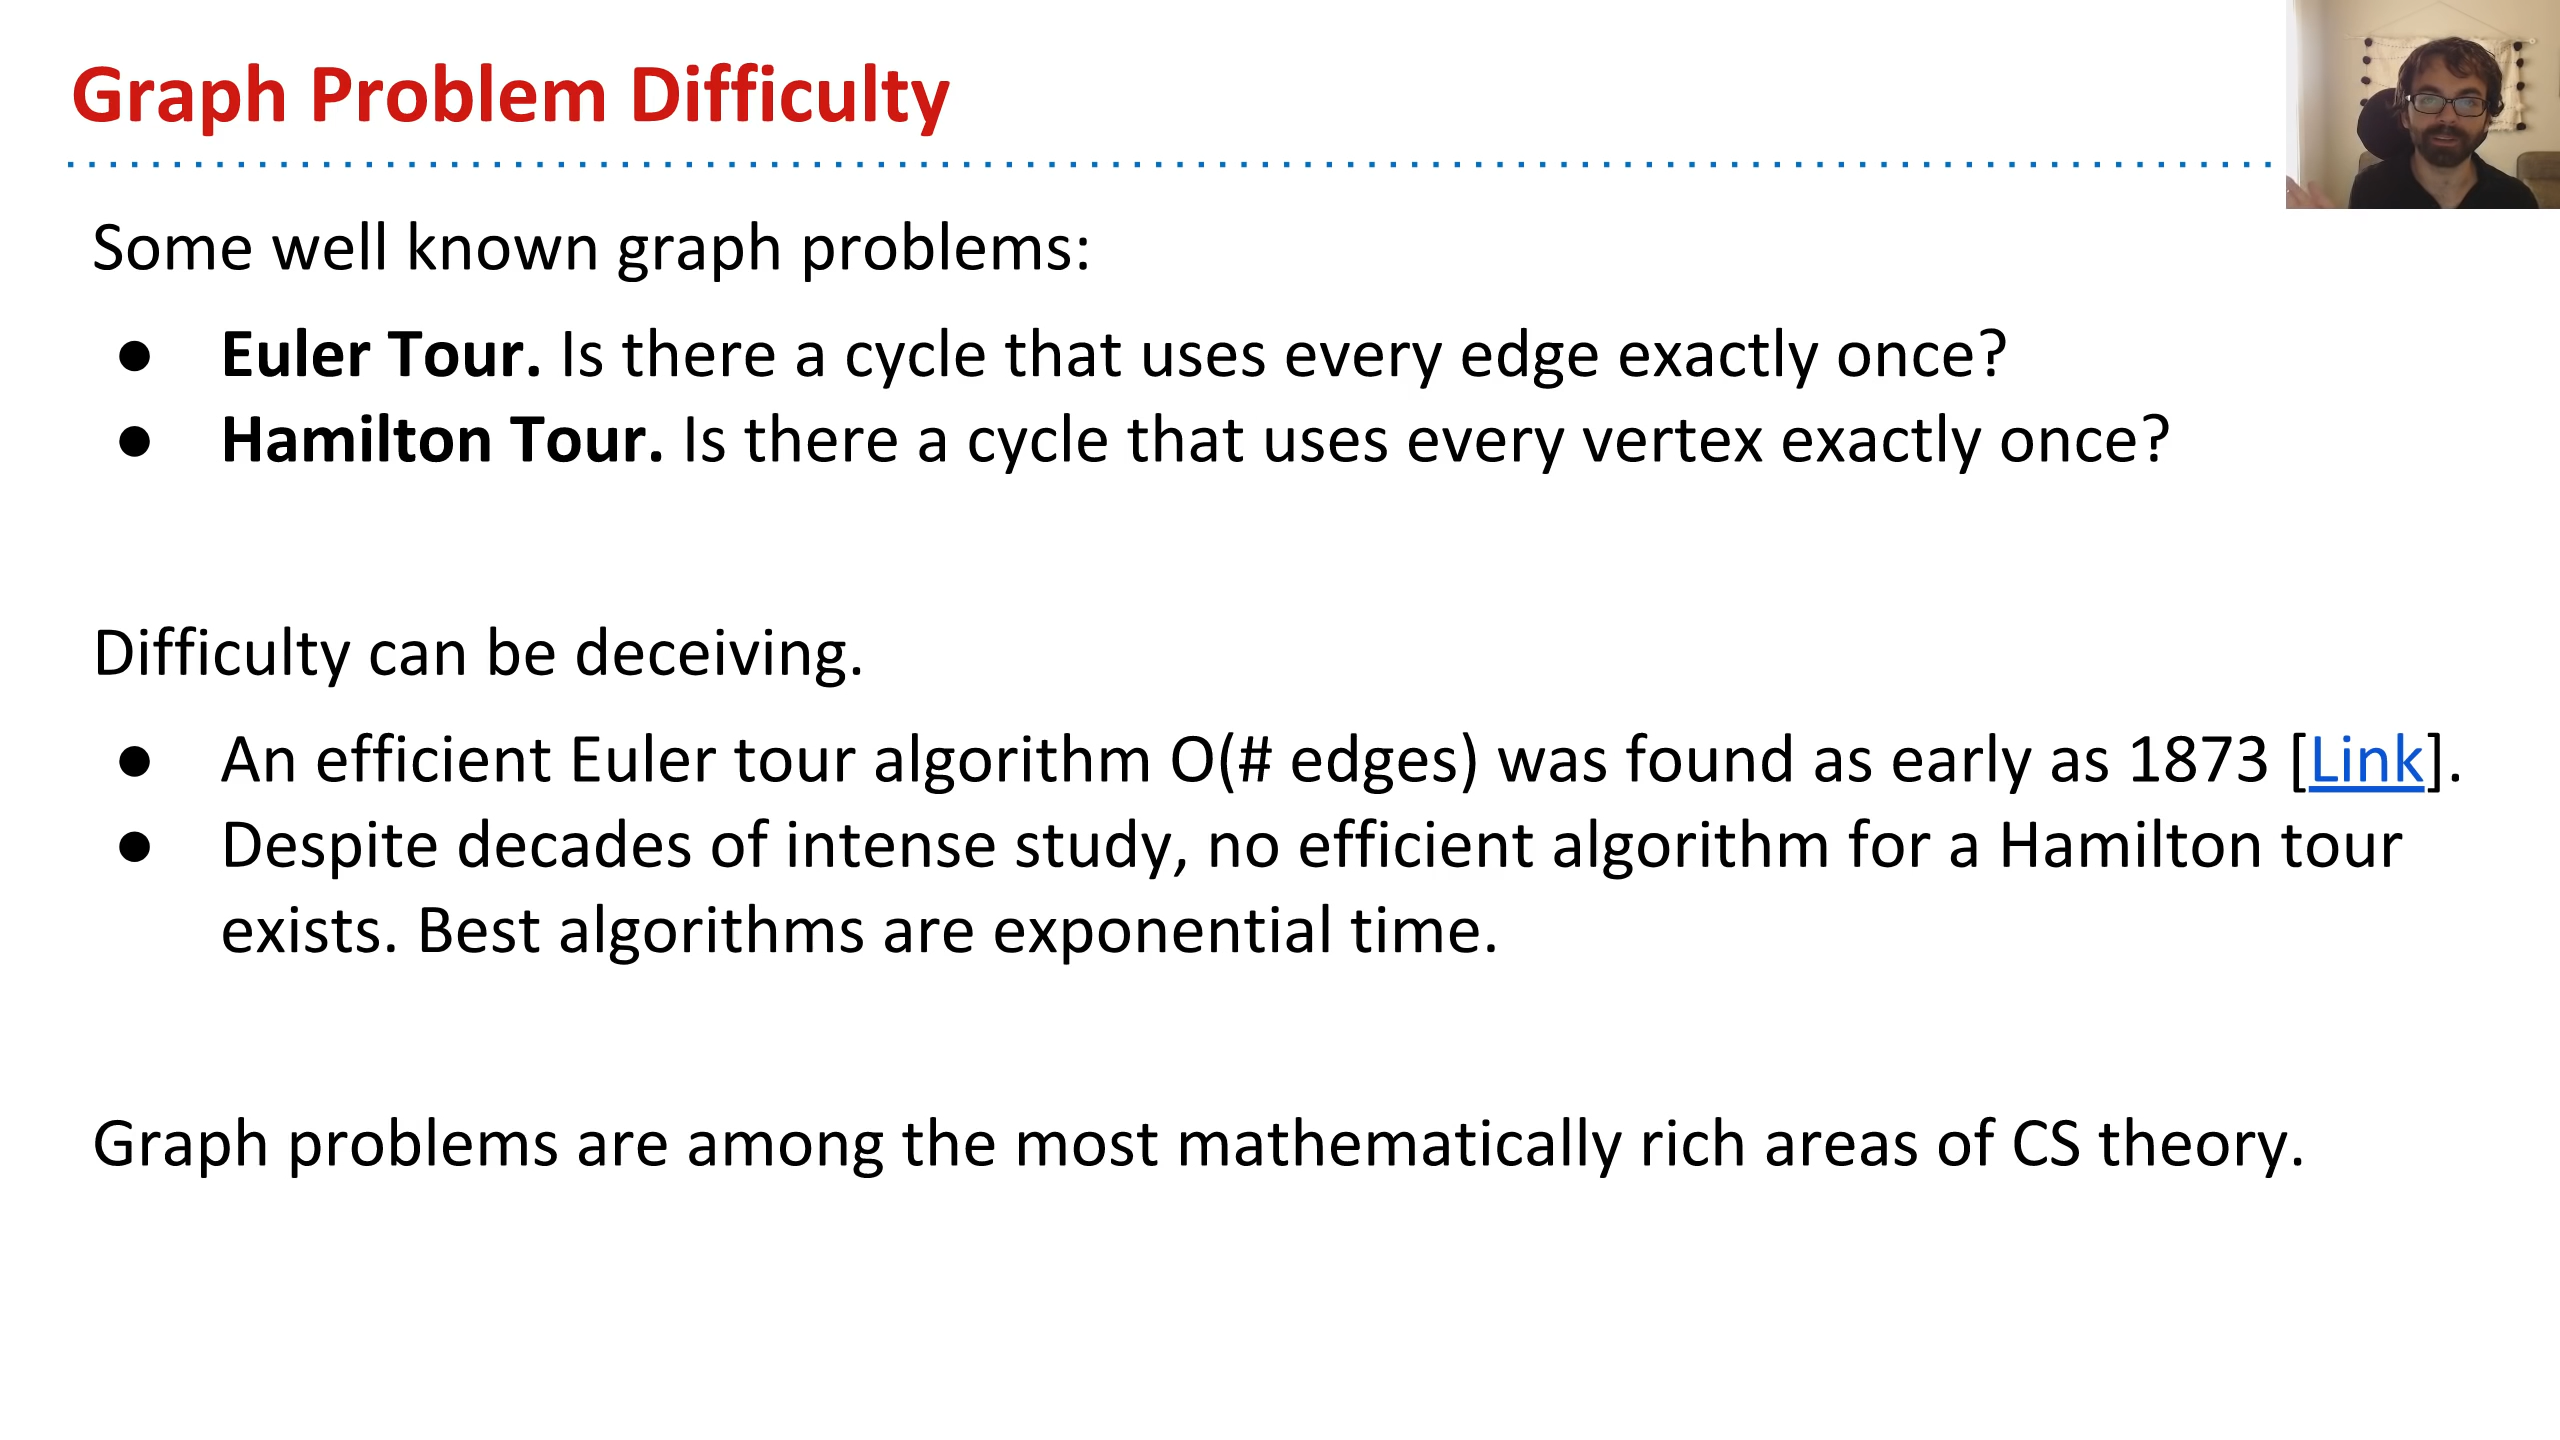 Graph Problem Difficulty
Some well known graph problems:
● Euler Tour. Is there a cycle that uses every edge exactly once?
● Hamilton Tour. Is there a cycle that uses every vertex exactly once?
Difficulty can be deceiving.
● An efficient Euler tour algorithm O(# edges) was found as early as 1873 [Link].
● Despite decades of intense study, no efficient algorithm for a Hamilton tour
exists. Best algorithms are exponential time.
Graph problems are among the most mathematically rich areas of CS theory.